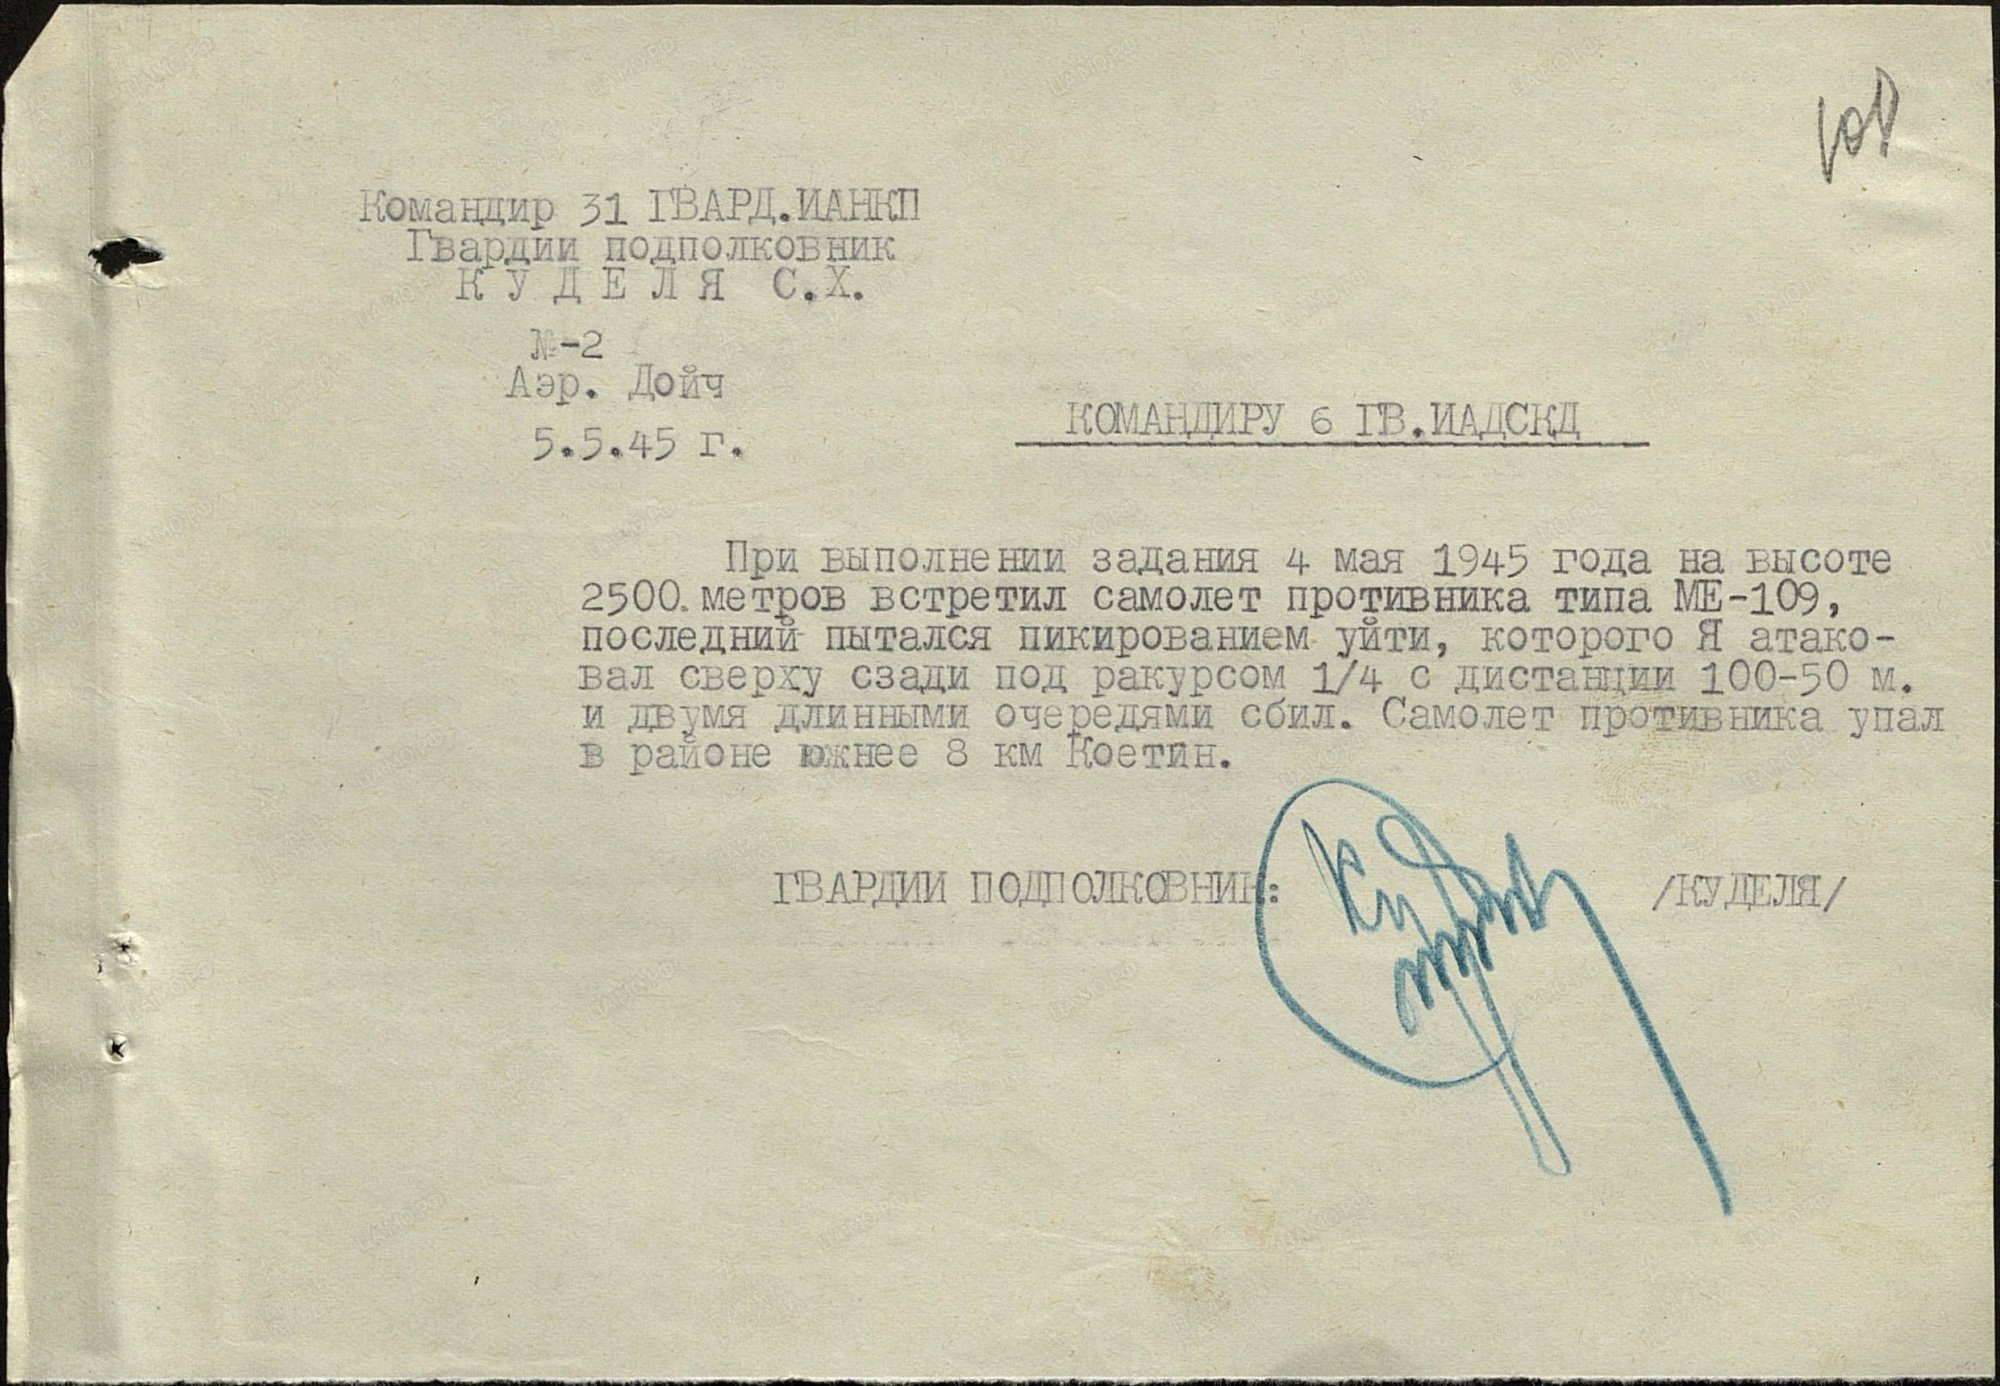 108
Командир 31 ГВАРД.ИАНКП
Гвардии подполковник
К У Д Е Л Я С.Х.
№-2
Аэр. Дойч
5.5.45 г.
КОМАНДИРУ 6 ГВ.ИАДСКД
При выполнении задания 4 мая 1945 года на высоте
2500 метров встретил самолет противника типа МЕ-109,
последний пытался пикированием уйти, которого Я атако-
вал сверху сзади под ракурсом 1/4 с дистанции 100-50 м.
и двумя длинными очередями сбил. Самолет противника упал
в районе южнее 8 км Коетин.
ГВАРДИИ ПОДПОЛКОВНИК: /КУДЕЛЯ/